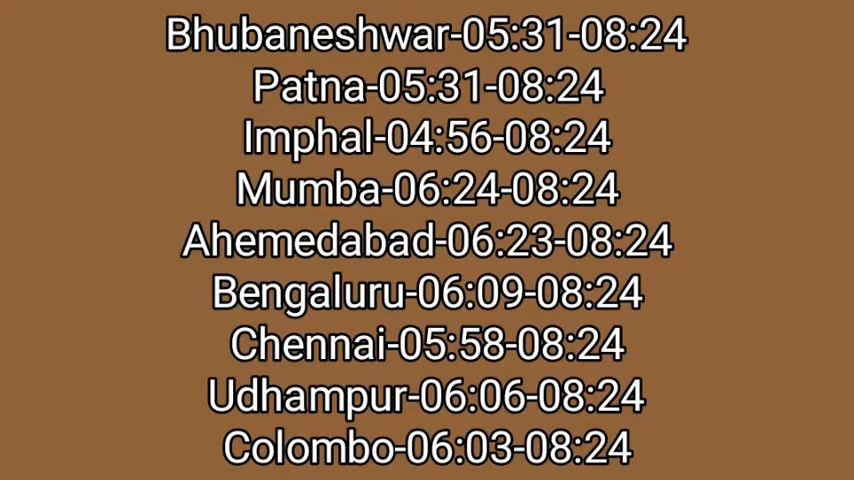 Bhubaneshwar-05:31-08:24
Patna-05:31-08:24
Imphal-04:56-08:24
Mumba-06:24-08:24
Ahemedabad-06:23-08:24
Bengaluru-06:09-08:24
Chennai-05:58-08:24
Udhampur-06:06-08:24
Colombo-06:03-08:24